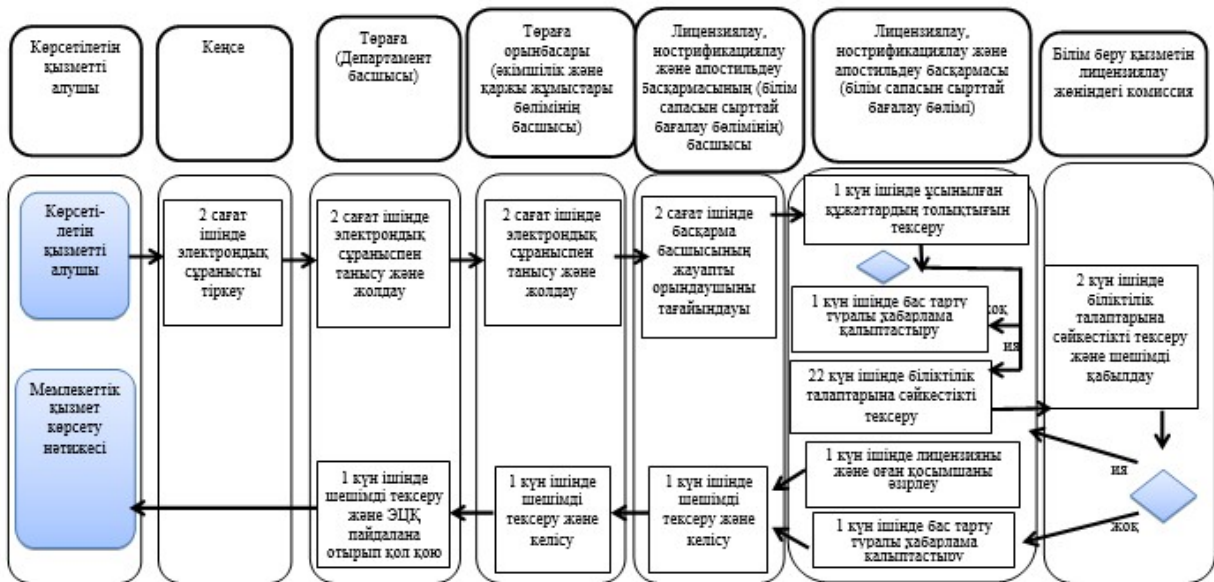 Көрсетілетін
қызметті
алушы
Кеңсе
Төраға
(Департамент
басшысы)
Төраға
орынбасары
(әкімшілік және
қаржы жұмыстары
бөлімінің
басшысы)
Лицензиялау,
нострификациялау
және апостильдеу
басқармасының (білім
сапасын сырттай
бағалау бөлімінің)
басшысы
Лицензиялау,
нострификациялау және
апостильдеу басқармасы
(білім сапасын сырттай
бағалау бөлімі)
Білім беру қызметін
лицензиялау
жөніндегі комиссия
Көрсеті-
летін
қызметті
алушы
2 сағат
ішінде
электрондық
сұранысты
тіркеу
2 сағат ішінде
электрондық
сұраныспен
танысу және
жолдау
2 сағат ішінде
электрондық
сұраныспен
танысу және
жолдау
2 сағат ішінде
басқарма
басшысының
жауапты
орындаушыны
тағайындауы
1 күн ішінде ұсынылған
құжаттардың толықтығын
тексеру
1 күн ішінде бас тарту
туралы хабарлама
қалыптастыру
жоқ
ия
22 күн ішінде біліктілік
талаптарына сәйкестікті
тексеру
2 күн ішінде
біліктілік
талаптарына
сәйкестікті тексеру
және шешімді
қабылдау
ия
жоқ
1 күн ішінде лицензияны
және оған қосымшаны
әзірлеу
1 күн ішінде бас тарту
туралы хабарлама
қалыптастыру
1 күн ішінде
шешімді
тексеру және
келісу
1 күн ішінде
шешімді
тексеру және
келісу
1 күн ішінде
шешімді тексеру
және ЭЦҚ
пайдалана
отырып қол қою
Мемлекеттік
қызмет
көрсету
нәтижесі